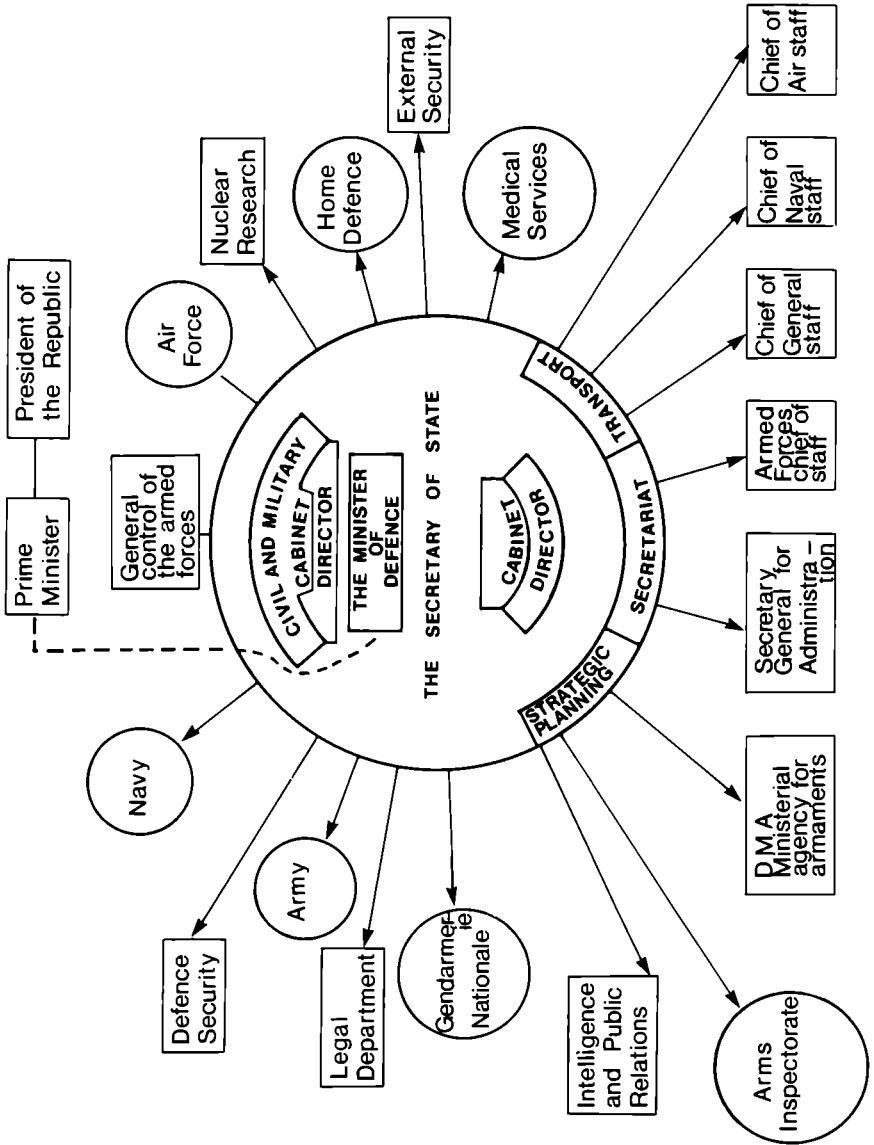 President of
the Republic
Prime
Minister
General
control of
the armed
forces
Air
Force
Nuclear
Research
Home
Defence
External
Security
Medical
Services
Navy
Defence
Security
Army
Legal
Department
Gendarmer
ie
Nationale
CIVIL AND MILITARY
CABINET
DIRECTOR
THE MINISTER
OF
DEFENCE
THE SECRETARY OF STATE
CABINET
DIRECTOR
STRATEGIC
PLANNING
SECRETARIAT
TRANSPORT
Intelligence
and Public
Relations
Arms
Inspectorate
D M A
Ministerial
agency for
armaments
Secretary
General for
Administra –
tion
Armed
Forces
chief of
staff
Chief of
General
staff
Chief of
Naval
staff
Chief of
Air staff